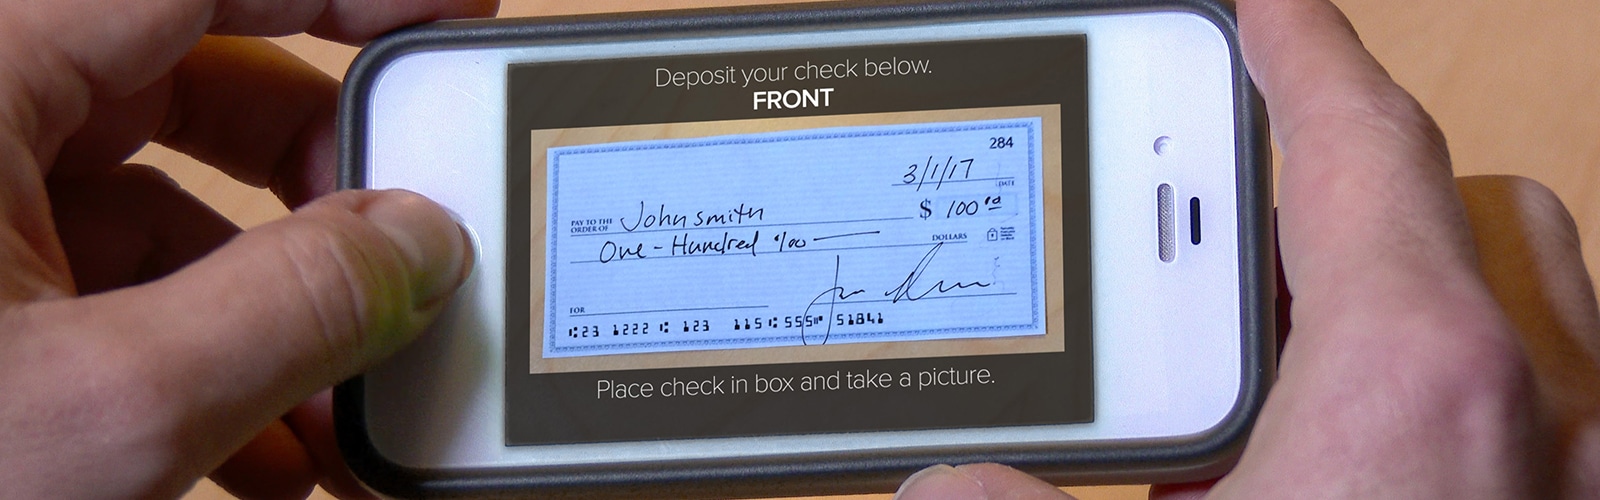 Deposit your check below.
FRONT
284
3/1/17
DATE
PAY TO THE
ORDER OF John smith $ 100
One-Hundred %00 DOLLARS
FOR
⑆23 1222 ⑆ 123 115⑆555⑈ 51841
Place check in box and take a picture.